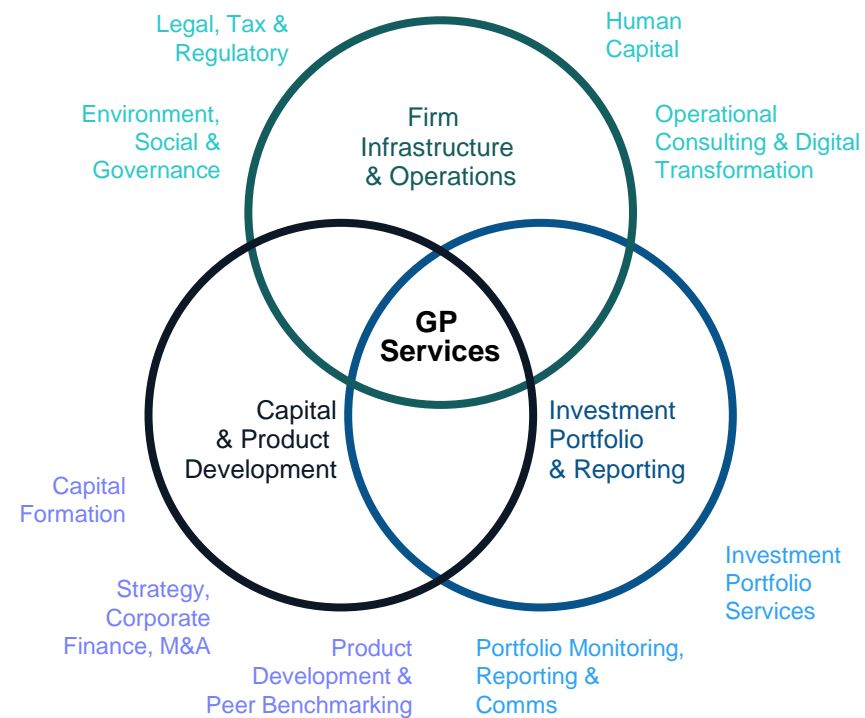 Legal, Tax &
Regulatory
Human
Capital
Environment,
Social &
Governance
Firm
Infrastructure
& Operations
Operational
Consulting & Digital
Transformation
GP
Services
Capital
& Product
Development
Investment
Portfolio
& Reporting
Capital
Formation
Strategy,
Corporate
Finance, M&A
Product
Development &
Peer Benchmarking
Portfolio Monitoring,
Reporting &
Comms
Investment
Portfolio
Services